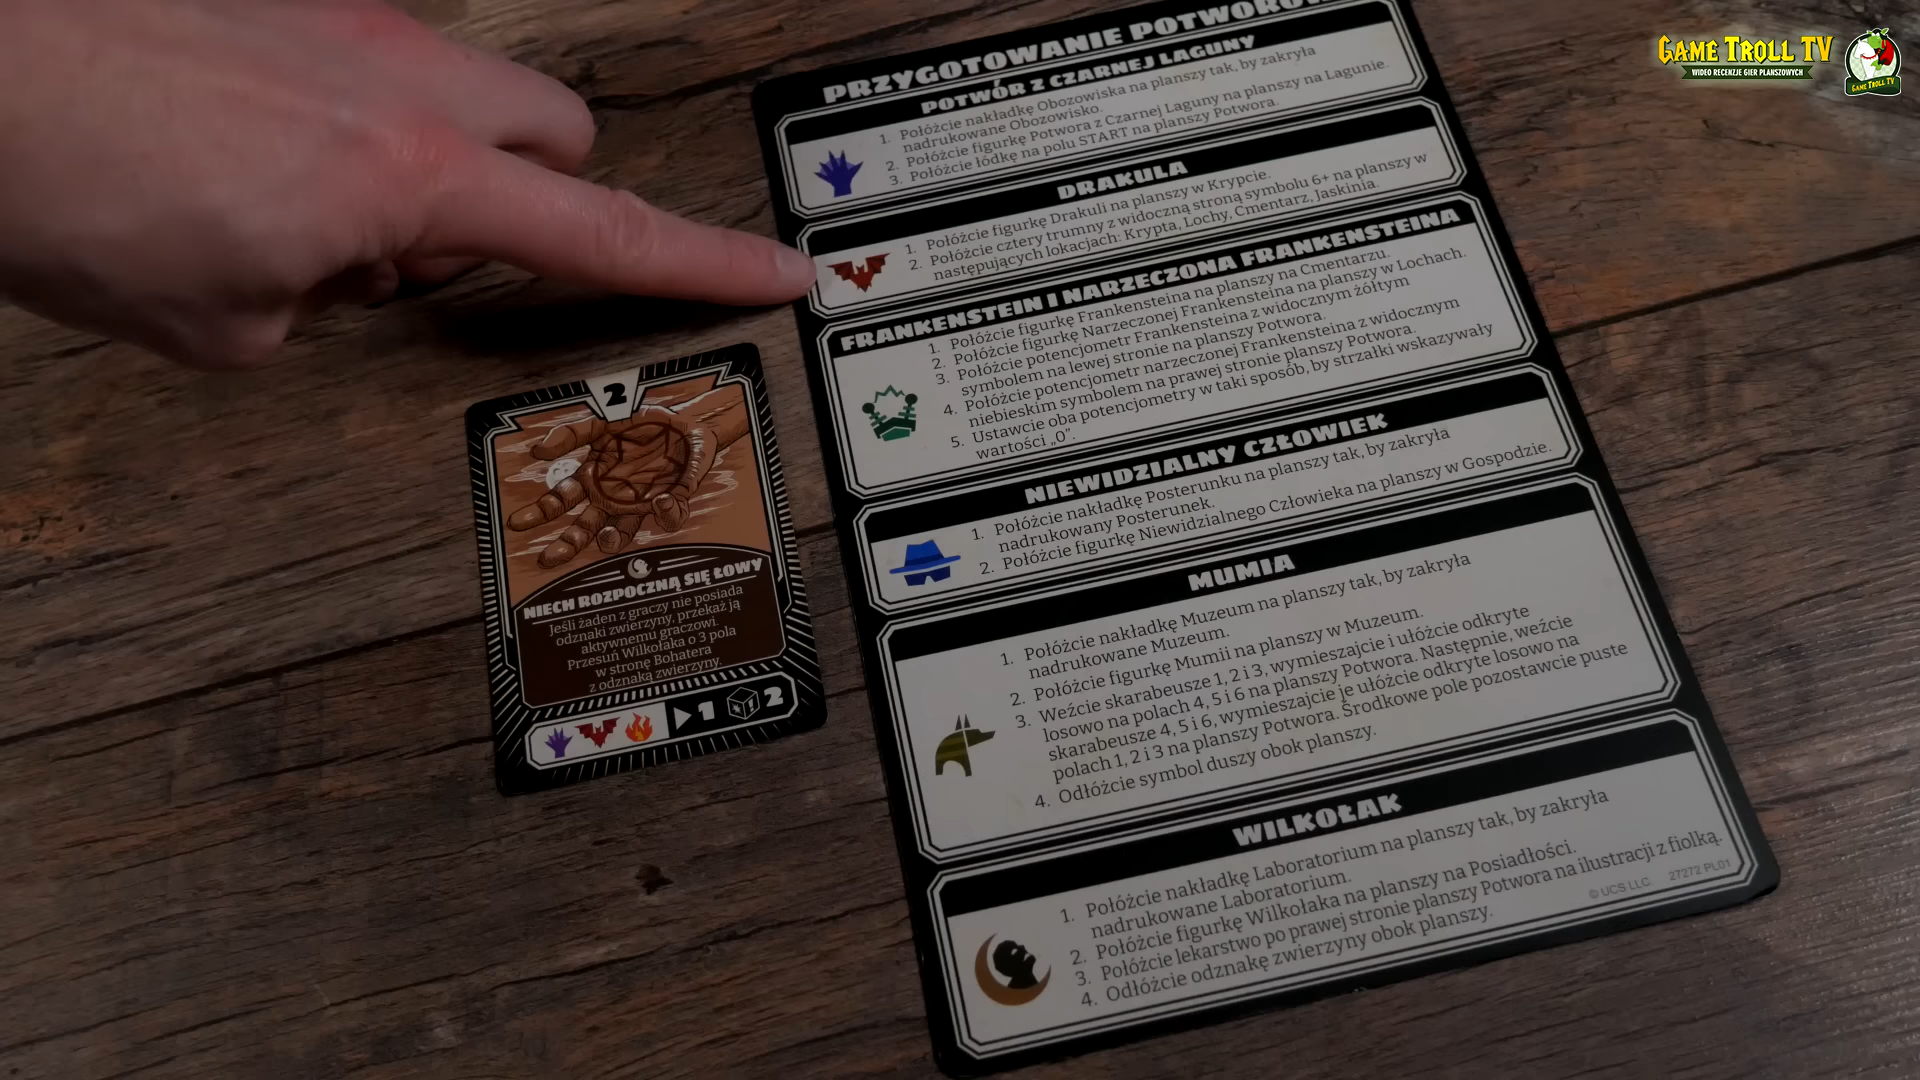 GAME TROLL TV
WIDEO RECENZJE GIER PLANSZOWYCH
GAME TROLL TV
PRZYGOTOWANIE POTWORÓW
POTWÓR Z CZARNEJ LAGUNY
1. Połóżcie nakładkę Obozowiska na planszy tak, by zakryła
nadrukowane Obozowisko.
2. Połóżcie figurkę Potwora z Czarnej Laguny na planszy na Lagunie.
3. Połóżcie łódkę na polu START na planszy Potwora.
DRAKULA
1. Połóżcie figurkę Drakuli na planszy w Krypcie.
2. Połóżcie cztery trumny z widoczną stroną symbolu 6+ na planszy w
następujących lokacjach: Krypta, Lochy, Cmentarz, Jaskinia.
FRANKENSTEIN I NARZECZONA FRANKENSTEINA
1. Połóżcie figurkę Frankensteina na planszy na Cmentarzu.
2. Połóżcie figurkę Narzeczonej Frankensteina na planszy w Lochach.
3. Połóżcie potencjometr Frankensteina z widocznym żółtym
symbolem na lewej stronie na planszy Potwora.
4. Połóżcie potencjometr narzeczonej Frankensteina z widocznym
niebieskim symbolem na prawej stronie planszy Potwora.
5. Ustawcie oba potencjometry w taki sposób, by strzałki wskazywały
wartości „0”.
NIEWIDZIALNY CZŁOWIEK
1. Połóżcie nakładkę Posterunku na planszy tak, by zakryła
nadrukowany Posterunek.
2. Połóżcie figurkę Niewidzialnego Człowieka na planszy w Gospodzie.
MUMIA
1. Połóżcie nakładkę Muzeum na planszy tak, by zakryła
nadrukowane Muzeum.
2. Połóżcie figurkę Mumii na planszy w Muzeum.
3. Weźcie skarabeusze 1, 2 i 3, wymieszajcie i ułóżcie odkryte
losowo na polach 4, 5 i 6 na planszy Potwora. Następnie, weźcie
skarabeusze 4, 5 i 6, wymieszajcie je ułóżcie odkryte losowo na
polach 1, 2 i 3 na planszy Potwora. Środkowe pole pozostawcie puste
4. Odłóżcie symbol duszy obok planszy.
WILKOŁAK
1. Połóżcie nakładkę Laboratorium na planszy tak, by zakryła
nadrukowane Laboratorium.
2. Połóżcie figurkę Wilkołaka na planszy na Posiadłości.
3. Połóżcie lekarstwo po prawej stronie planszy Potwora na ilustracji z fiolką.
4. Odłóżcie odznakę zwierzyny obok planszy.
© UCS LLC 27272 PL01
2
NIECH ROZPOCZNĄ SIĘ ŁOWY
Jeśli żaden z graczy nie posiada
odznaki zwierzyny, przekaż ją
aktywnemu graczowi.
Przesuń Wilkołaka o 3 pola
w stronę Bohatera
z odznaką zwierzyny.
1 2